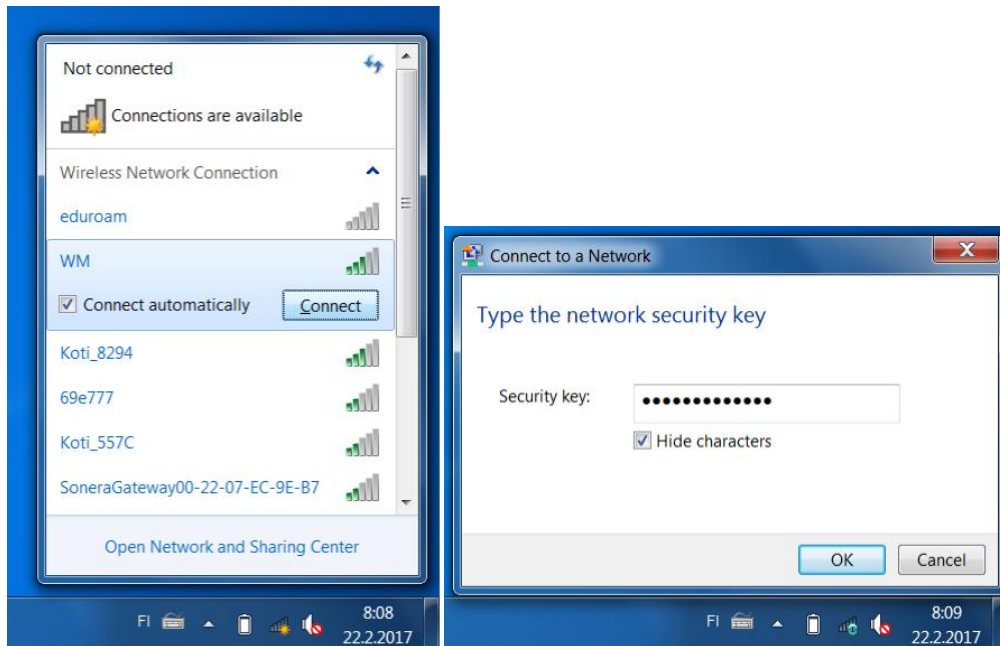 Not connected
Connections are available
Wireless Network Connection
eduroam
WM
Connect automatically Connect
Koti_8294
69e777
Koti_557C
SoneraGateway00-22-07-EC-9E-B7
Open Network and Sharing Center
FI 8:08
22.2.2017
Connect to a Network X
Type the network security key
Security key: •••••••••••••
Hide characters
OK Cancel
FI 8:09
22.2.2017